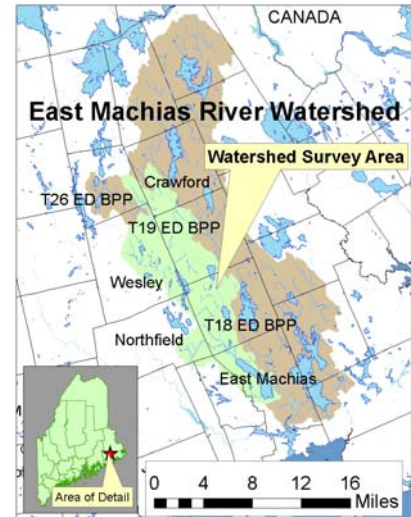 CANADA
East Machias River Watershed
Watershed Survey Area
Crawford
T26 ED BPP
T19 ED BPP
Wesley
T18 ED BPP
Northfield
East Machias
Area of Detail
0 2 4 8 12 16
Miles